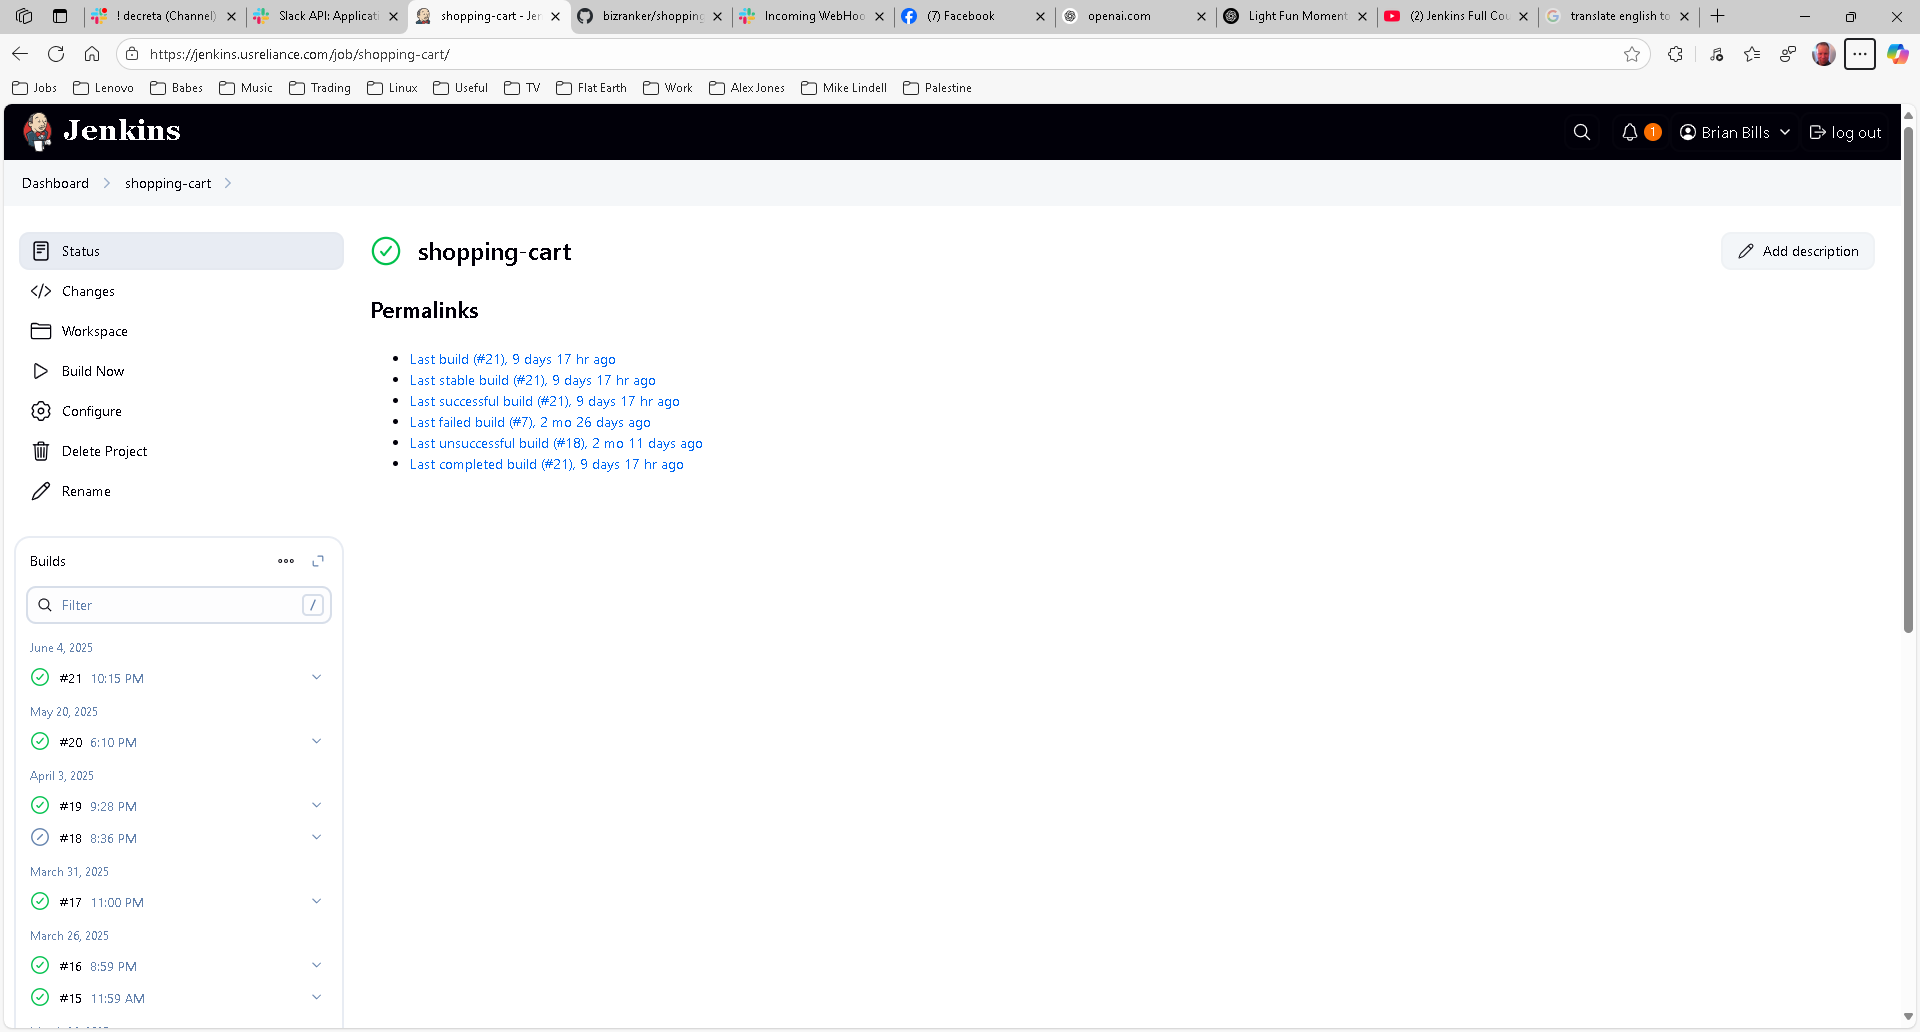 ! decreta (Channel)
Slack API: Applicati
shopping-cart - Jer
bizranker/shopping
Incoming WebHoo
(7) Facebook
openai.com
Light Fun Moment
(2) Jenkins Full Cou
translate english to
https://jenkins.usreliance.com/job/shopping-cart/
Jobs
Lenovo
Babes
Music
Trading
Linux
Useful
TV
Flat Earth
Work
Alex Jones
Mike Lindell
Palestine
Jenkins
1
Brian Bills
log out
Dashboard
shopping-cart
Status
Changes
Workspace
Build Now
Configure
Delete Project
Rename
shopping-cart
Add description
Permalinks
Last build (#21), 9 days 17 hr ago
Last stable build (#21), 9 days 17 hr ago
Last successful build (#21), 9 days 17 hr ago
Last failed build (#7), 2 mo 26 days ago
Last unsuccessful build (#18), 2 mo 11 days ago
Last completed build (#21), 9 days 17 hr ago
Builds
Filter /
June 4, 2025
#21 10:15 PM
May 20, 2025
#20 6:10 PM
April 3, 2025
#19 9:28 PM
#18 8:36 PM
March 31, 2025
#17 11:00 PM
March 26, 2025
#16 8:59 PM
#15 11:59 AM